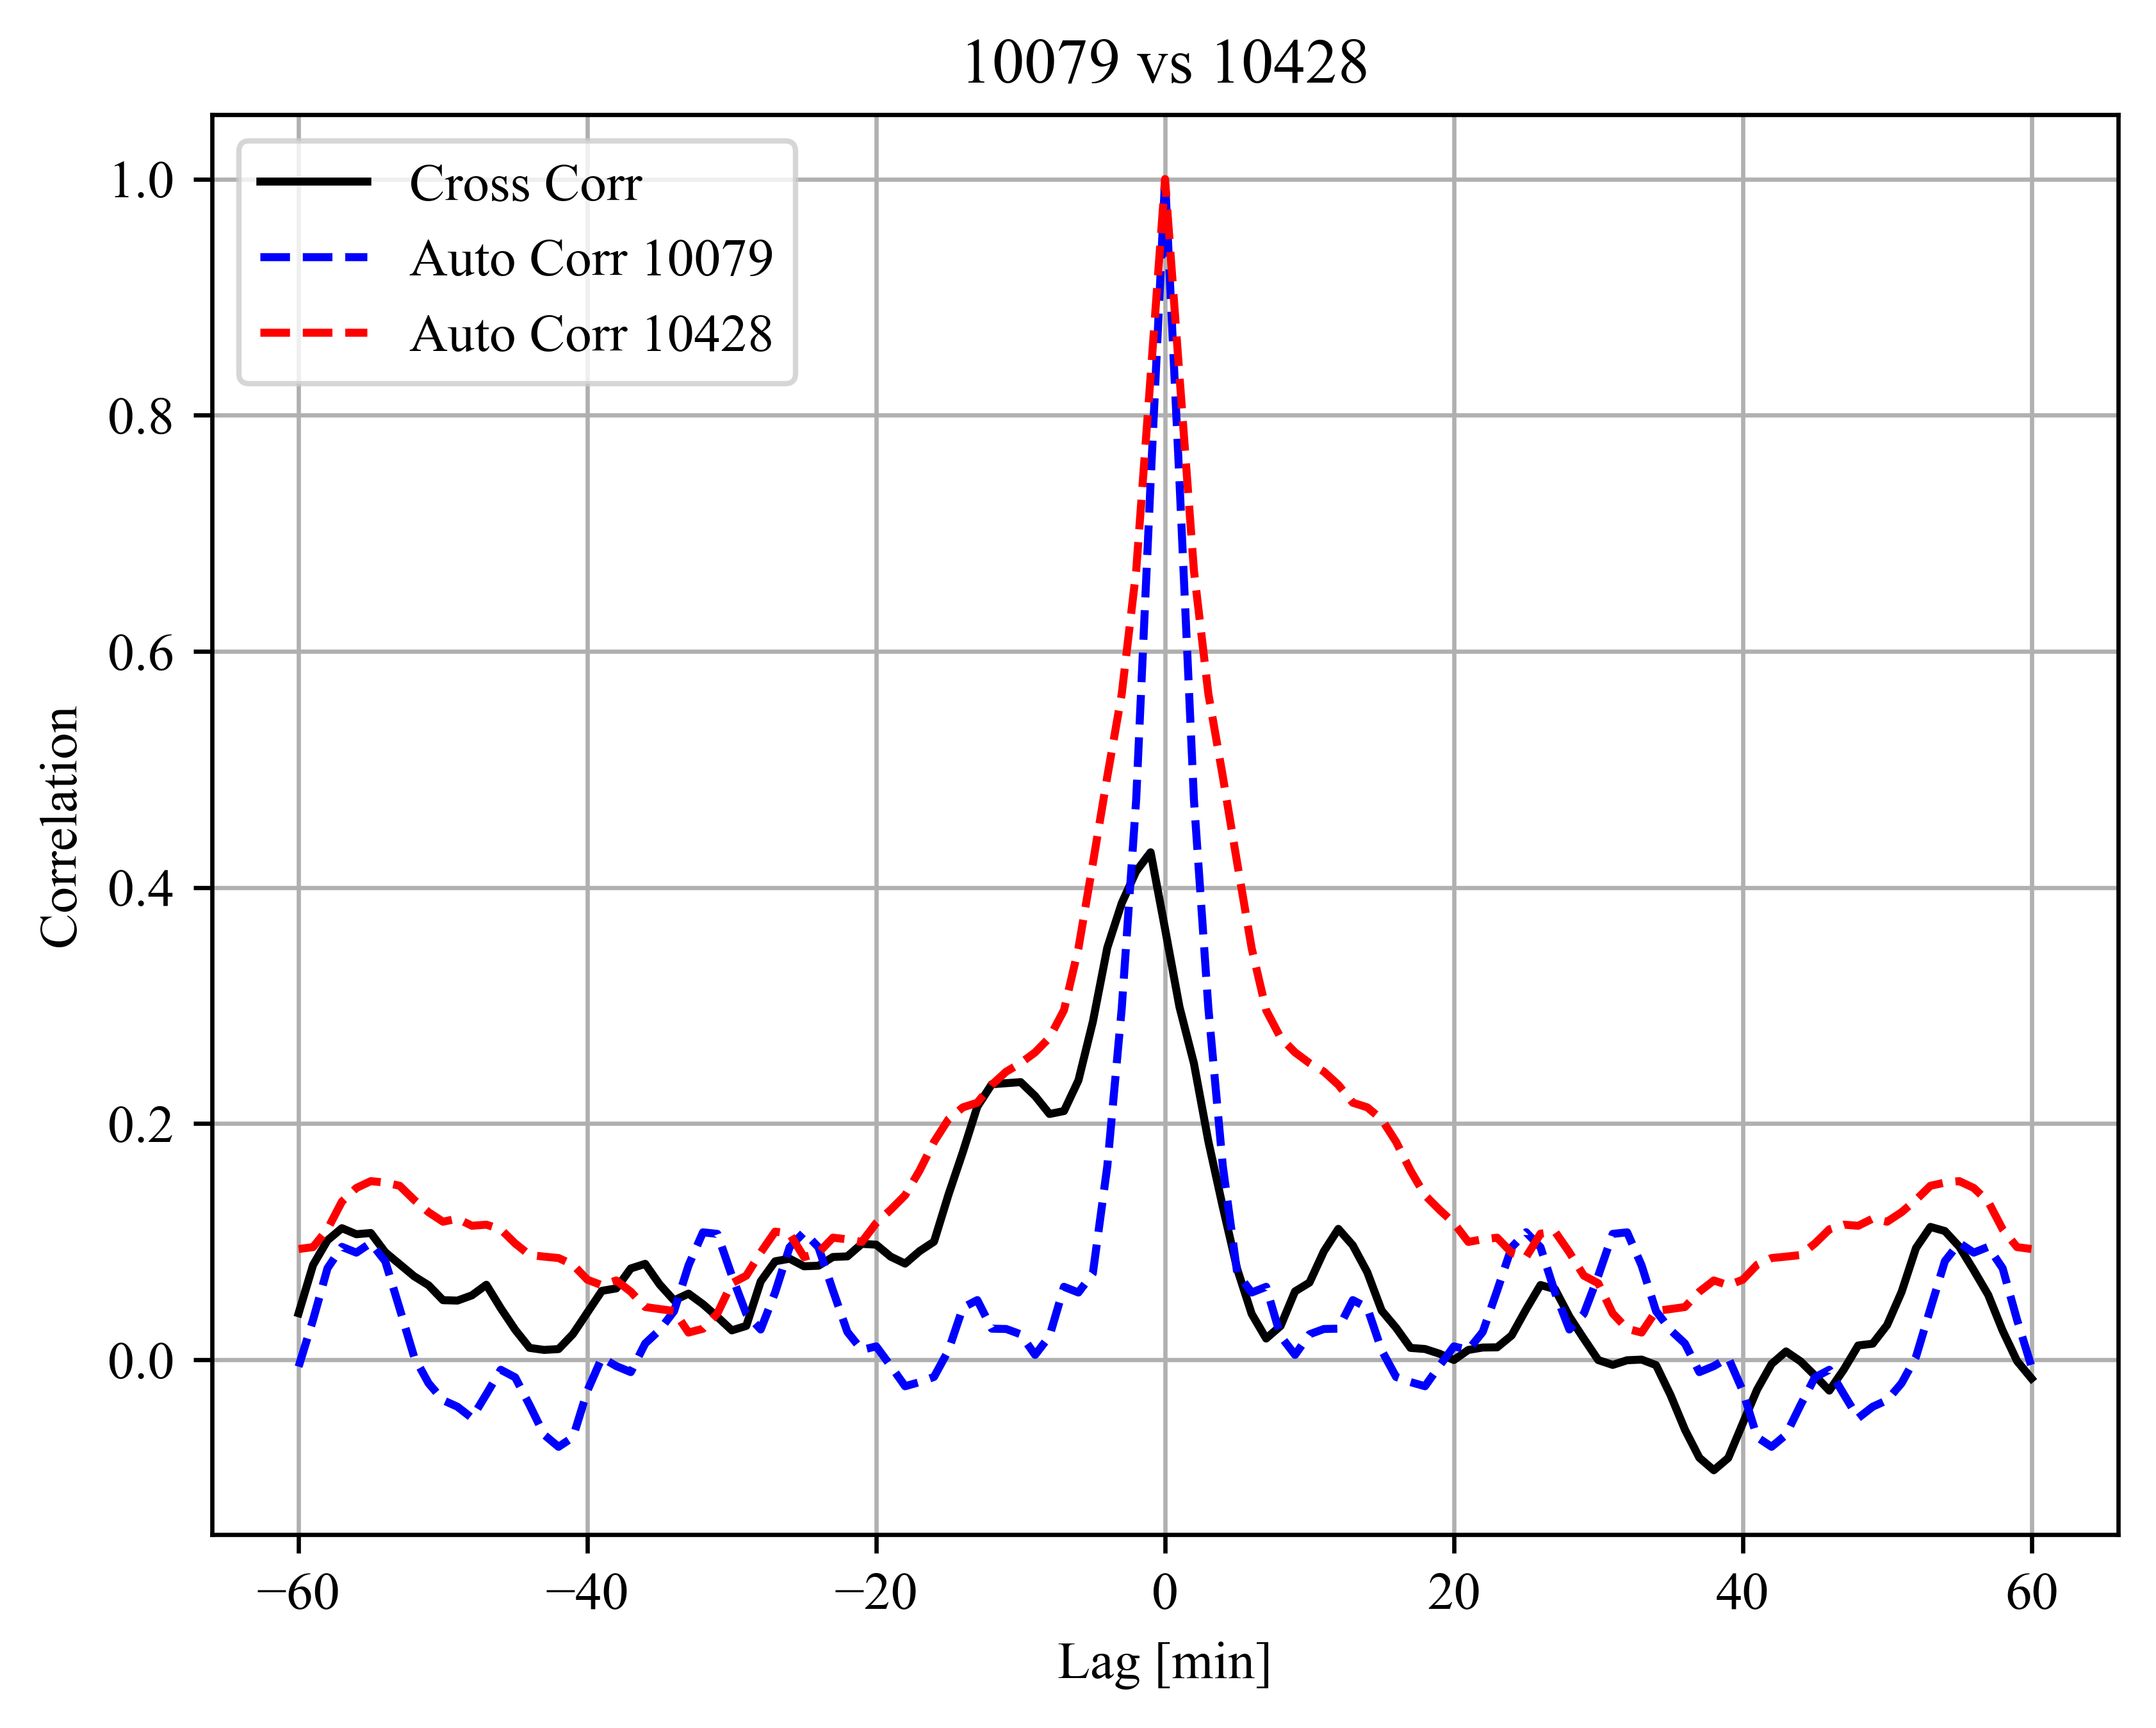 10079 vs 10428
Cross Corr
Auto Corr 10079
Auto Corr 10428
1.0
0.8
0.6
0.4
0.2
0.0
Correlation
−60
−40
−20
0
20
40
60
Lag [min]